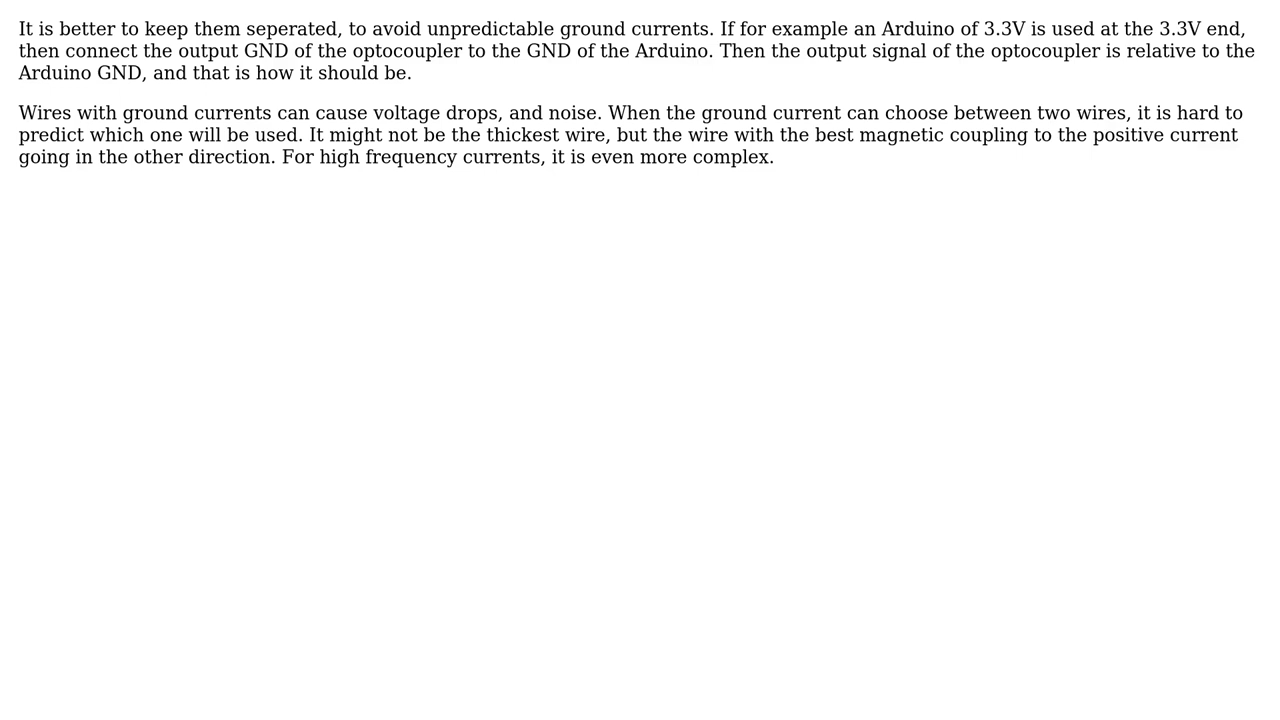 It is better to keep them seperated, to avoid unpredictable ground currents. If for example an Arduino of 3.3V is used at the 3.3V end,
then connect the output GND of the optocoupler to the GND of the Arduino. Then the output signal of the optocoupler is relative to the
Arduino GND, and that is how it should be.
Wires with ground currents can cause voltage drops, and noise. When the ground current can choose between two wires, it is hard to
predict which one will be used. It might not be the thickest wire, but the wire with the best magnetic coupling to the positive current
going in the other direction. For high frequency currents, it is even more complex.